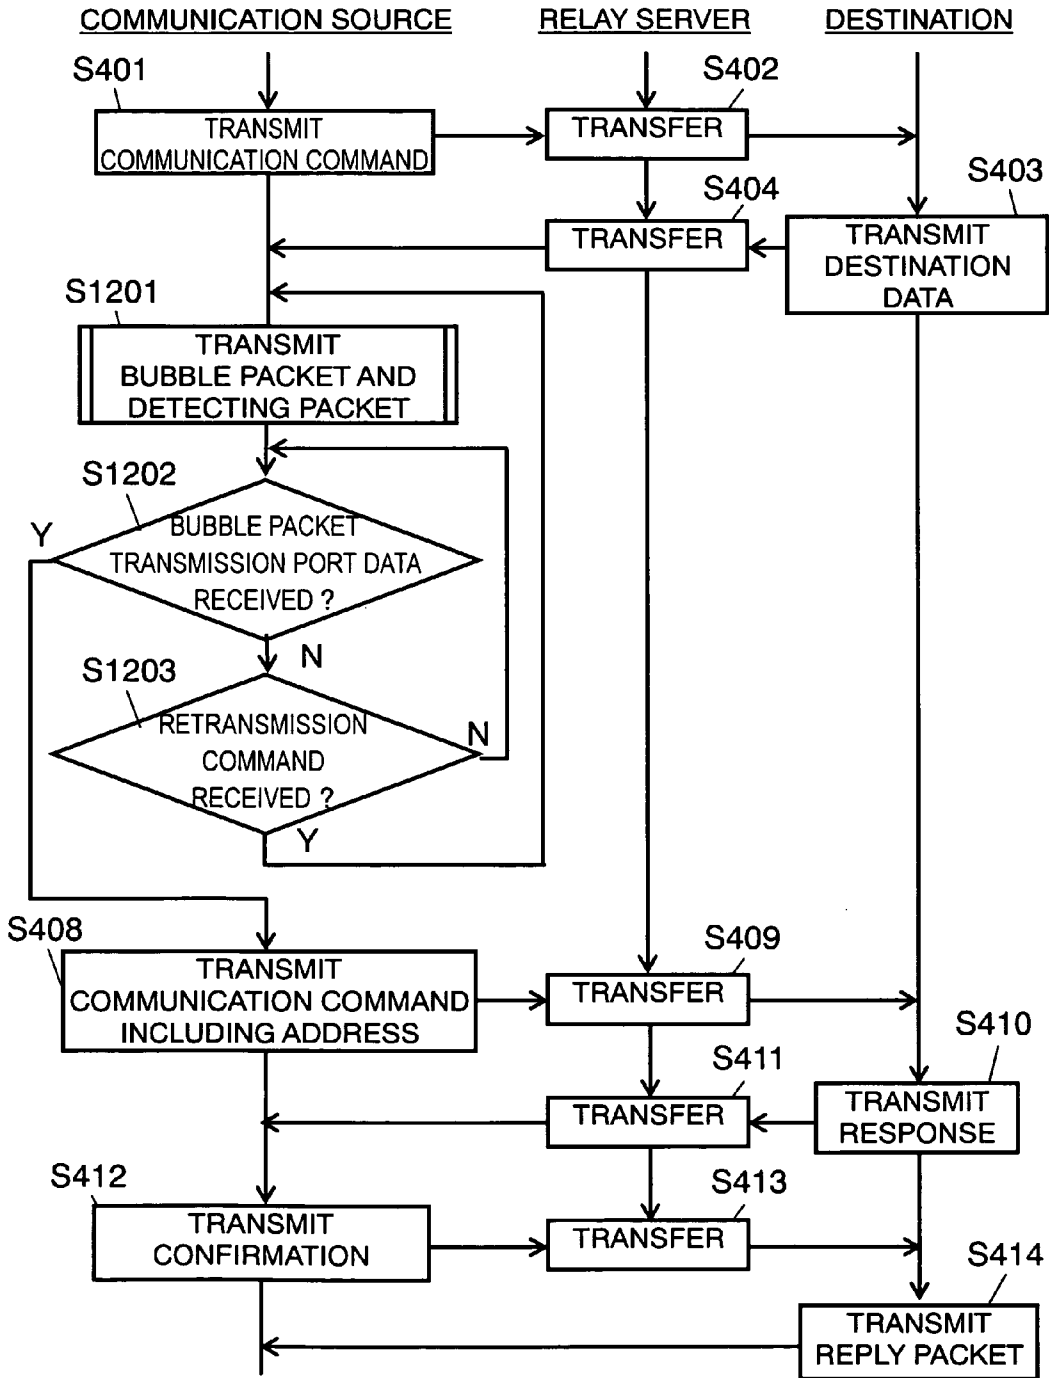 COMMUNICATION SOURCE
RELAY SERVER
DESTINATION
S401
TRANSMIT
COMMUNICATION COMMAND
S402
TRANSFER
S403
TRANSMIT
DESTINATION
DATA
S404
TRANSFER
S1201
TRANSMIT
BUBBLE PACKET AND
DETECTING PACKET
S1202
BUBBLE PACKET
TRANSMISSION PORT DATA
RECEIVED ?
Y
N
S1203
RETRANSMISSION
COMMAND
RECEIVED ?
N
Y
S408
TRANSMIT
COMMUNICATION COMMAND
INCLUDING ADDRESS
S409
TRANSFER
S410
TRANSMIT
RESPONSE
S411
TRANSFER
S412
TRANSMIT
CONFIRMATION
S413
TRANSFER
S414
TRANSMIT
REPLY PACKET